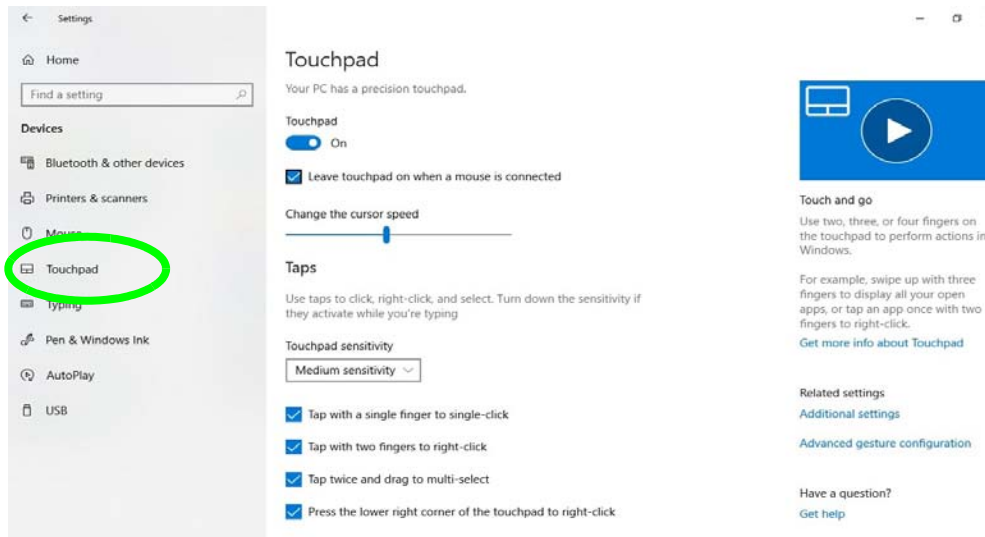 Settings
Home
Find a setting
Devices
Bluetooth & other devices
Printers & scanners
Mouse
Touchpad
Typing
Pen & Windows Ink
AutoPlay
USB
Touchpad
Your PC has a precision touchpad.
Touchpad
On
Leave touchpad on when a mouse is connected
Change the cursor speed
Taps
Use taps to click, right-click, and select. Turn down the sensitivity if
they activate while you're typing
Touchpad sensitivity
Medium sensitivity
Tap with a single finger to single-click
Tap with two fingers to right-click
Tap twice and drag to multi-select
Press the lower right corner of the touchpad to right-click
Touch and go
Use two, three, or four fingers on
the touchpad to perform actions in
Windows.
For example, swipe up with three
fingers to display all your open
apps, or tap an app once with two
fingers to right-click.
Get more info about Touchpad
Related settings
Additional settings
Advanced gesture configuration
Have a question?
Get help